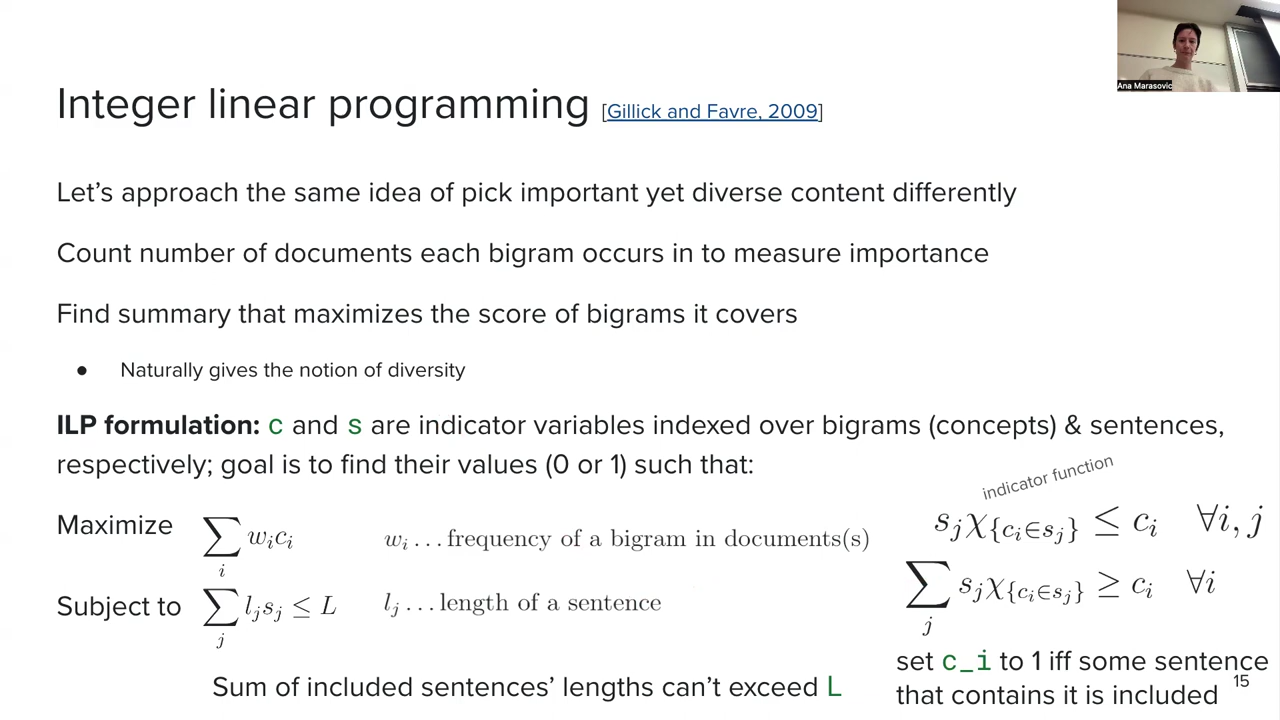 Ana Marasovic
Integer linear programming [Gillick and Favre, 2009]
Let's approach the same idea of pick important yet diverse content differently
Count number of documents each bigram occurs in to measure importance
Find summary that maximizes the score of bigrams it covers
● Naturally gives the notion of diversity
ILP formulation: c and s are indicator variables indexed over bigrams (concepts) & sentences,
respectively; goal is to find their values (0 or 1) such that:
Maximize ∑_i w_i c_i w_i … frequency of a bigram in documents(s)
Subject to ∑_j l_j s_j ≤ L l_j … length of a sentence
Sum of included sentences' lengths can't exceed L
indicator function
s_j χ_{c_i∈s_j} ≤ c_i ∀i, j
∑_j s_j χ_{c_i∈s_j} ≥ c_i ∀i
set c_i to 1 iff some sentence
that contains it is included
15